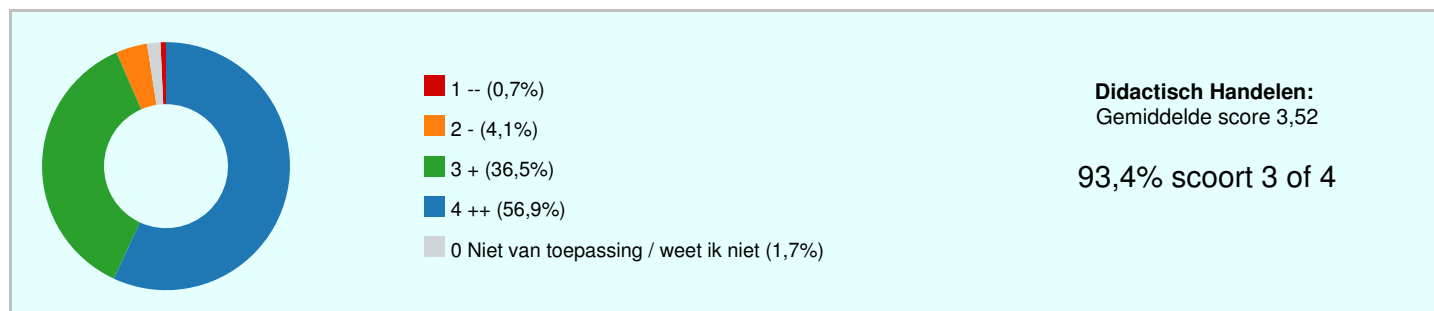 1 -- (0,7%)
2 - (4,1%)
3 + (36,5%)
4 ++ (56,9%)
0 Niet van toepassing / weet ik niet (1,7%)
Didactisch Handelen:
Gemiddelde score 3,52
93,4% scoort 3 of 4